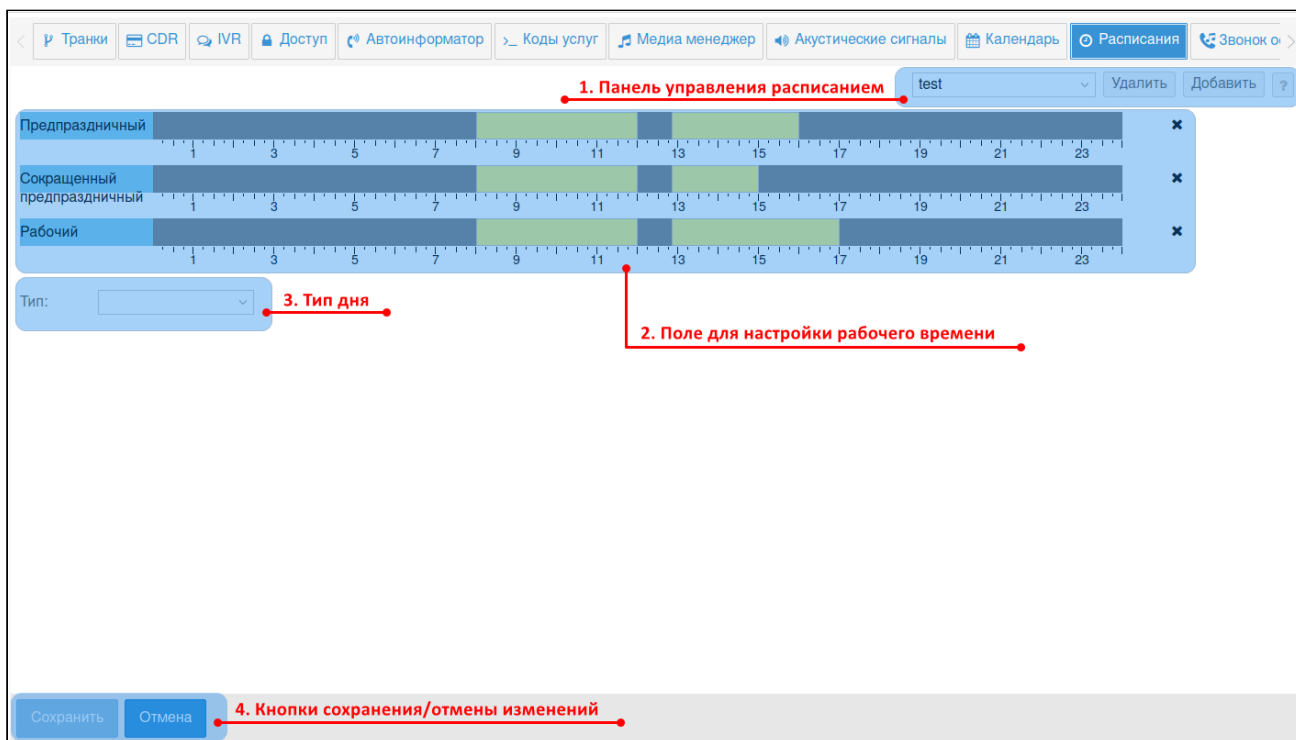 Транки CDR IVR Доступ Автоинформатор Коды услуг Медиа менеджер Акустические сигналы Календарь Расписания Звонок
1. Панель управления расписанием test Удалить Добавить ?
Предпраздничный
1 3 5 7 9 11 13 15 17 19 21 23
Сокращенный
предпраздничный
1 3 5 7 9 11 13 15 17 19 21 23
Рабочий
1 3 5 7 9 11 13 15 17 19 21 23
Тип: 3. Тип дня
2. Поле для настройки рабочего времени
Сохранить Отмена 4. Кнопки сохранения/отмены изменений